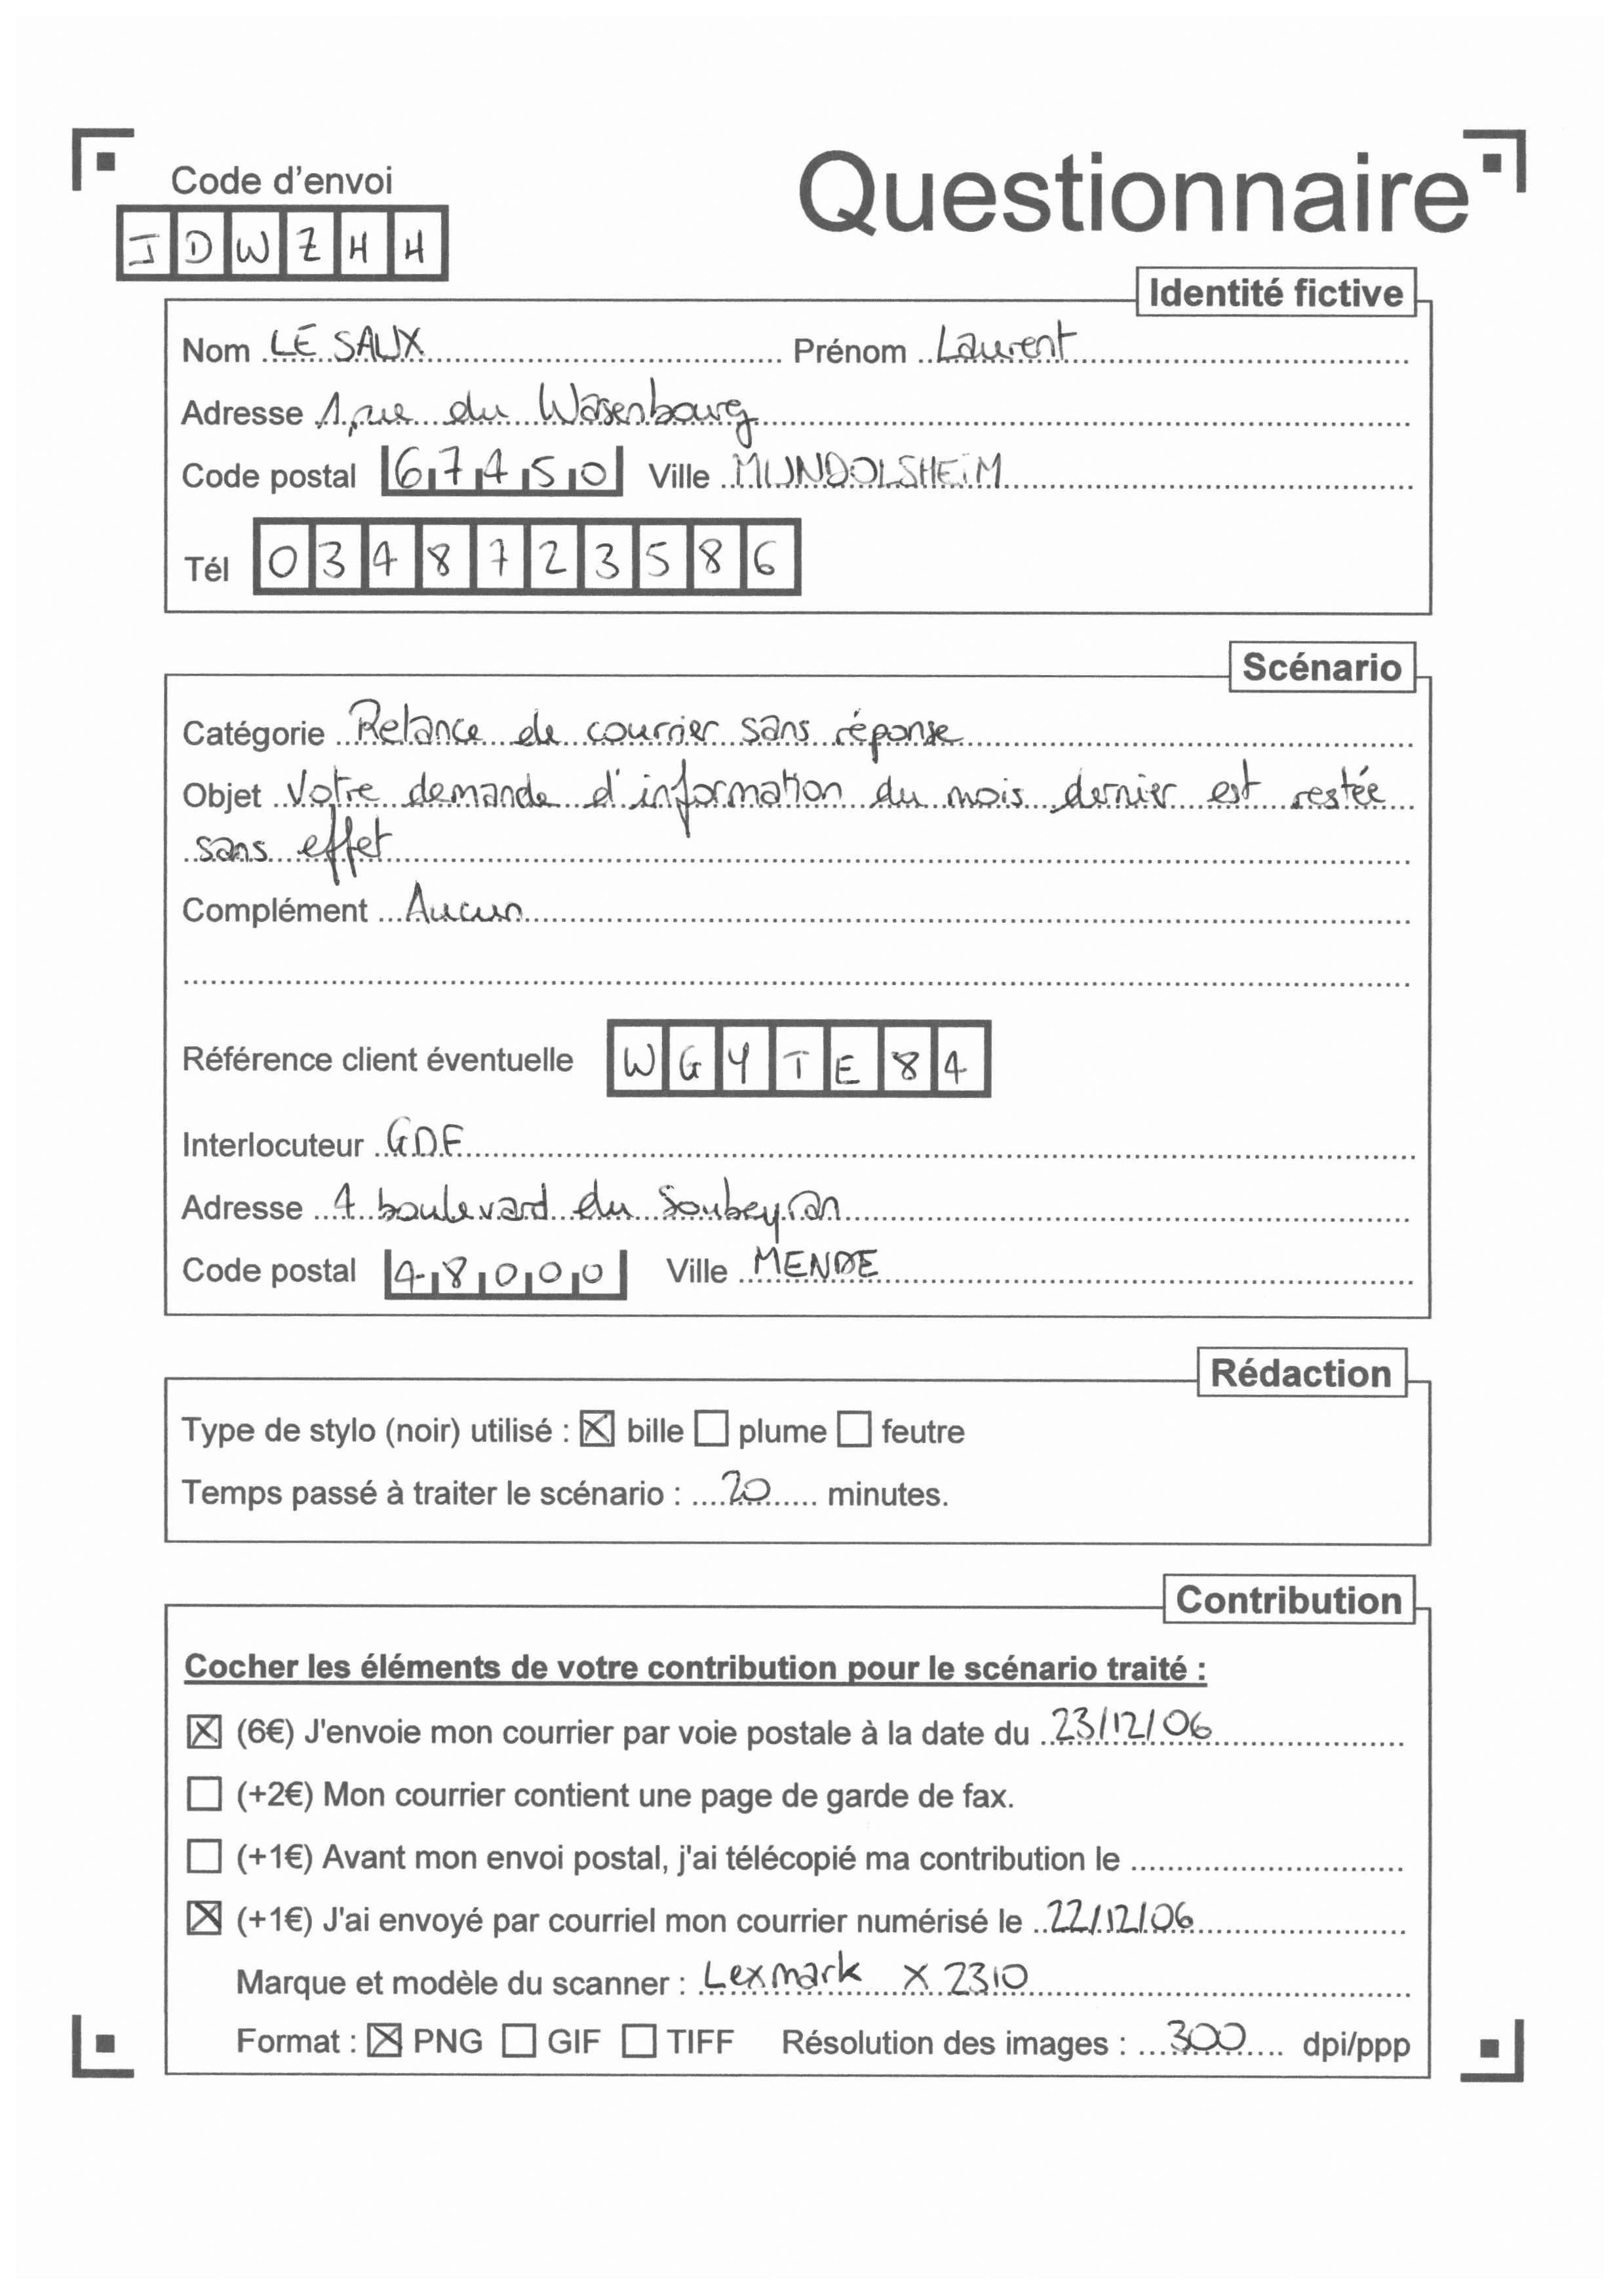 Code d'envoi
Questionnaire
J D W Z H H
Identité fictive
Nom LE SAUX Prénom Laurent
Adresse 1, rue du Wasenbourg
Code postal 67450 Ville MUNDOLSHEIM
Tél 0348723586
Scénario
Catégorie Relance de courrier sans réponse
Objet Votre demande d'information du mois dernier est restée
sans effet
Complément Aucun
Référence client éventuelle W G Y T E 8 4
Interlocuteur GDF
Adresse 4 boulevard du Soubeyran
Code postal 48000 Ville MENDE
Rédaction
Type de stylo (noir) utilisé : ☒ bille ☐ plume ☐ feutre
Temps passé à traiter le scénario : 20 minutes.
Contribution
Cocher les éléments de votre contribution pour le scénario traité :
☒ (6€) J'envoie mon courrier par voie postale à la date du 23/12/06
☐ (+2€) Mon courrier contient une page de garde de fax.
☐ (+1€) Avant mon envoi postal, j'ai télécopié ma contribution le
☒ (+1€) J'ai envoyé par courriel mon courrier numérisé le 22/12/06
Marque et modèle du scanner : Lexmark X 2310
Format : ☒ PNG ☐ GIF ☐ TIFF Résolution des images : 300 dpi/ppp